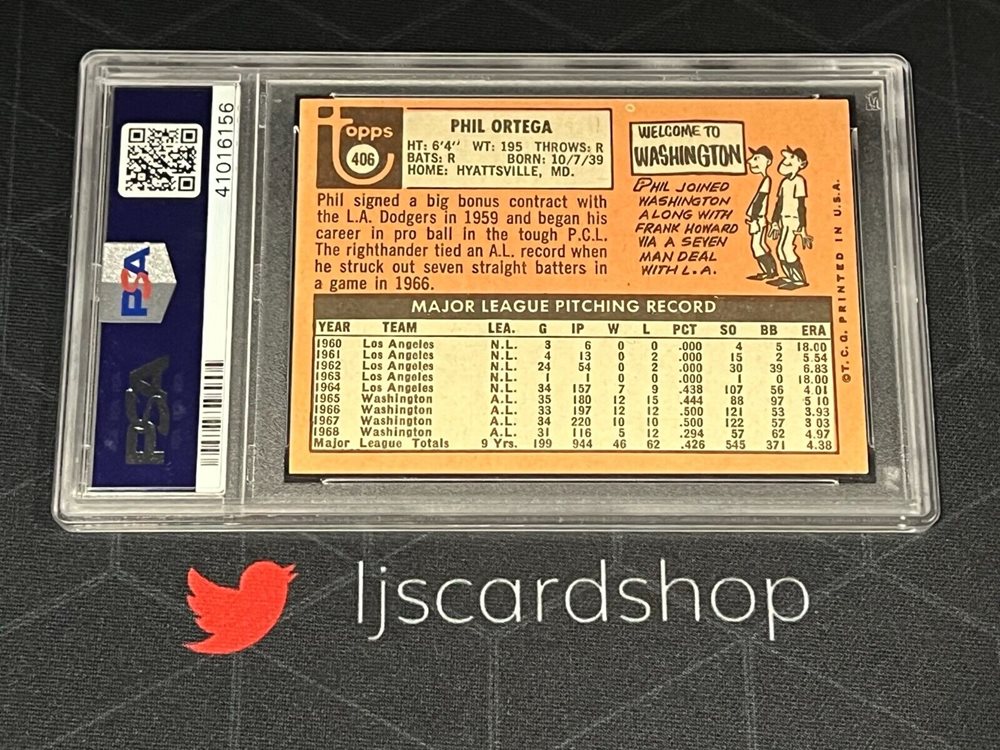 41016156
PSA
PSA
Topps
406
PHIL ORTEGA
HT: 6'4" WT: 195 THROWS: R
BATS: R BORN: 10/7/39
HOME: HYATTSVILLE, MD.
Phil signed a big bonus contract with
the L.A. Dodgers in 1959 and began his
career in pro ball in the tough P.C.L.
The righthander tied an A.L. record when
he struck out seven straight batters in
a game in 1966.
WELCOME TO
WASHINGTON
PHIL JOINED
WASHINGTON
ALONG WITH
FRANK HOWARD
VIA A SEVEN
MAN DEAL
WITH L.A.
©T.C.G. PRINTED IN U.S.A.
MAJOR LEAGUE PITCHING RECORD
YEAR TEAM LEA. G IP W L PCT SO BB ERA
1960 Los Angeles N.L. 3 6 0 0 .000 4 5 18.00
1961 Los Angeles N.L. 4 13 0 2 .000 15 2 5.54
1962 Los Angeles N.L. 24 54 0 2 .000 30 39 6.83
1963 Los Angeles N.L. 1 1 0 0 .000 1 0 18.00
1964 Los Angeles N.L. 34 157 7 9 .438 107 56 4.01
1965 Washington A.L. 35 180 12 15 .444 88 97 5.10
1966 Washington A.L. 33 197 12 12 .500 121 53 3.93
1967 Washington A.L. 34 220 10 10 .500 122 57 3.03
1968 Washington A.L. 31 116 5 12 .294 57 62 4.97
Major League Totals 9 Yrs. 199 944 46 62 .426 545 371 4.38
ljscardshop